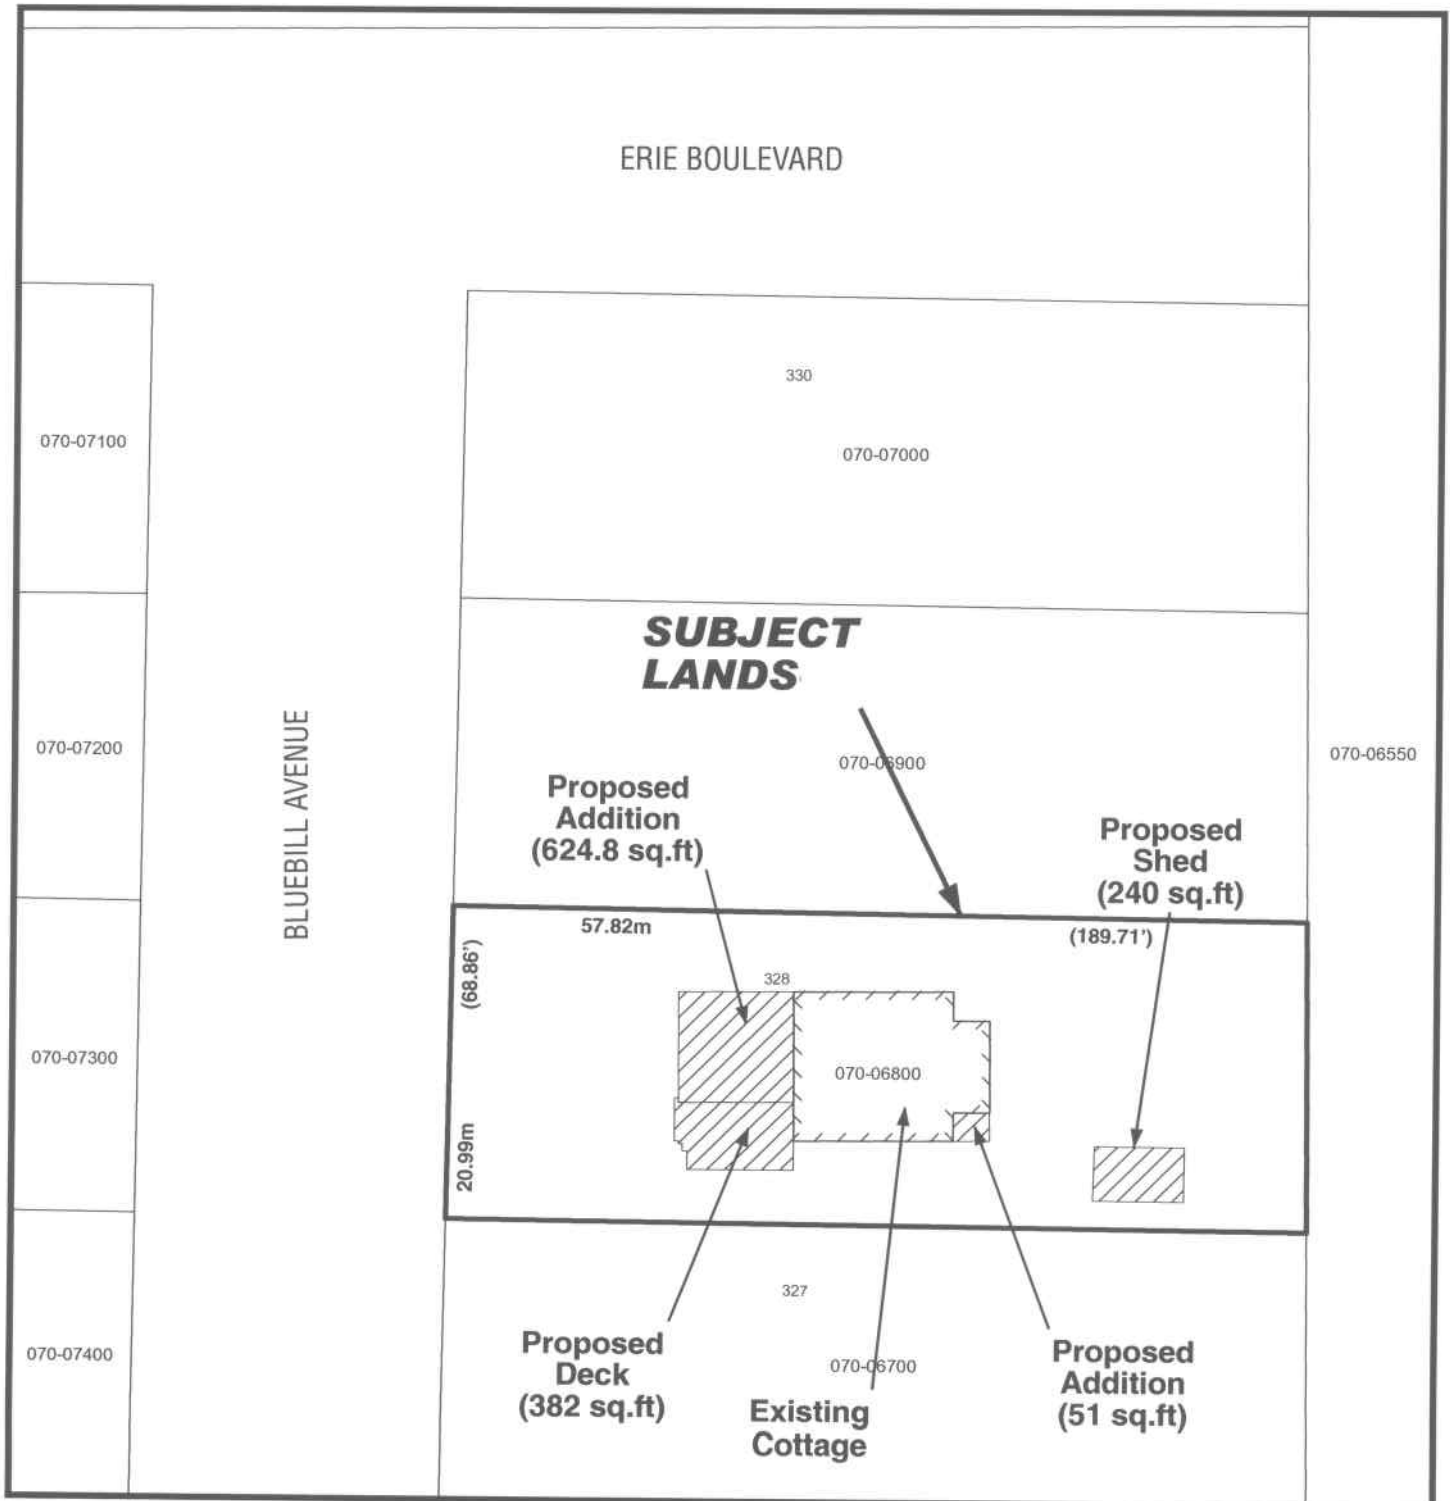 ERIE BOULEVARD
330
070-07100
070-07000
SUBJECT
LANDS
070-07200
BLUEBILL AVENUE
070-06900
070-06550
Proposed
Addition
(624.8 sq.ft)
Proposed
Shed
(240 sq.ft)
57.82m
(189.71')
(68.86')
328
070-07300
070-06800
20.99m
327
070-07400
Proposed
Deck
(382 sq.ft)
070-06700
Existing
Cottage
Proposed
Addition
(51 sq.ft)